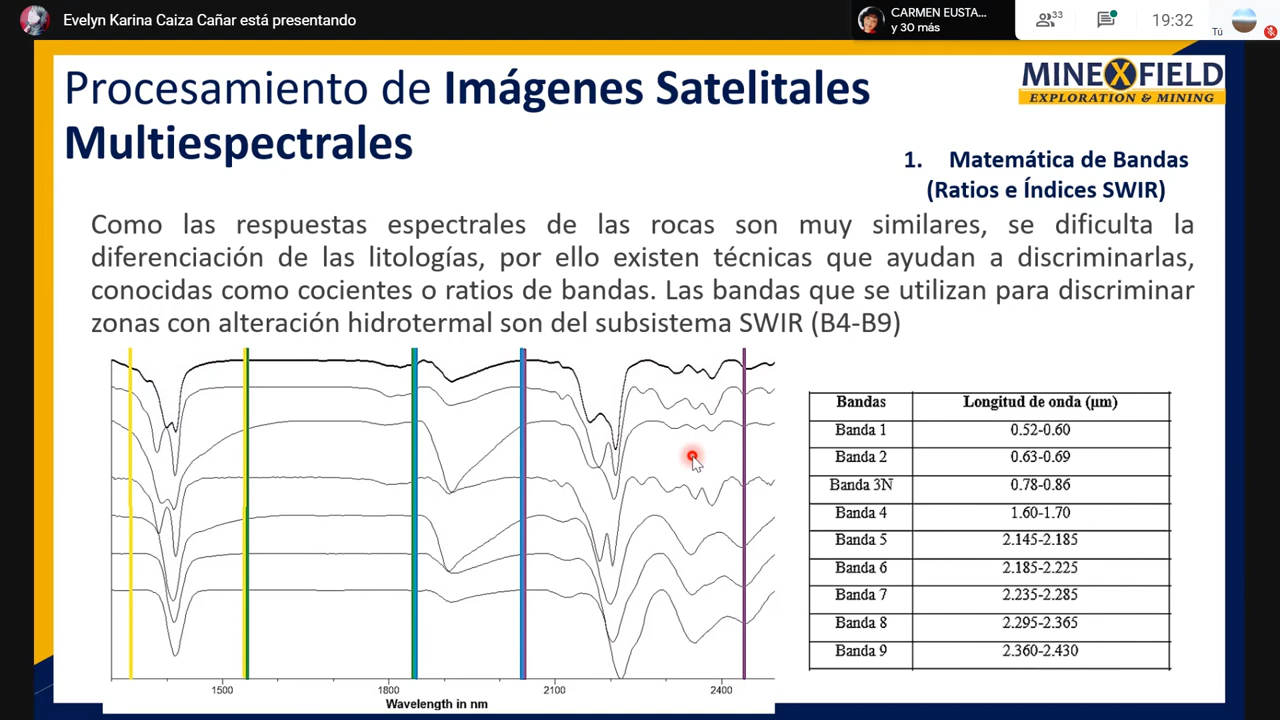 Evelyn Karina Caiza Cañar está presentando
CARMEN EUSTA...
y 30 más
33
19:32
Tú
Procesamiento de Imágenes Satelitales
Multiespectrales
MINEXFIELD
EXPLORATION & MINING
1. Matemática de Bandas
(Ratios e Índices SWIR)
Como las respuestas espectrales de las rocas son muy similares, se dificulta la
diferenciación de las litologías, por ello existen técnicas que ayudan a discriminarlas,
conocidas como cocientes o ratios de bandas. Las bandas que se utilizan para discriminar
zonas con alteración hidrotermal son del subsistema SWIR (B4-B9)
1500 1800 2100 2400
Wavelength in nm
Bandas Longitud de onda (μm)
Banda 1 0.52-0.60
Banda 2 0.63-0.69
Banda 3N 0.78-0.86
Banda 4 1.60-1.70
Banda 5 2.145-2.185
Banda 6 2.185-2.225
Banda 7 2.235-2.285
Banda 8 2.295-2.365
Banda 9 2.360-2.430